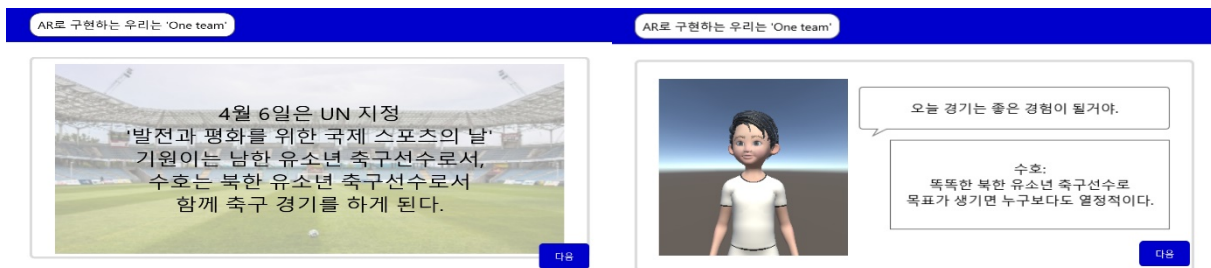 AR로 구현하는 우리는 'One team'
4월 6일은 UN 지정
'발전과 평화를 위한 국제 스포츠의 날'
기원이는 남한 유소년 축구선수로서,
수호는 북한 유소년 축구선수로서
함께 축구 경기를 하게 된다.
다음
AR로 구현하는 우리는 'One team'
오늘 경기는 좋은 경험이 될거야.
수호:
똑똑한 북한 유소년 축구선수로
목표가 생기면 누구보다도 열정적이다.
다음